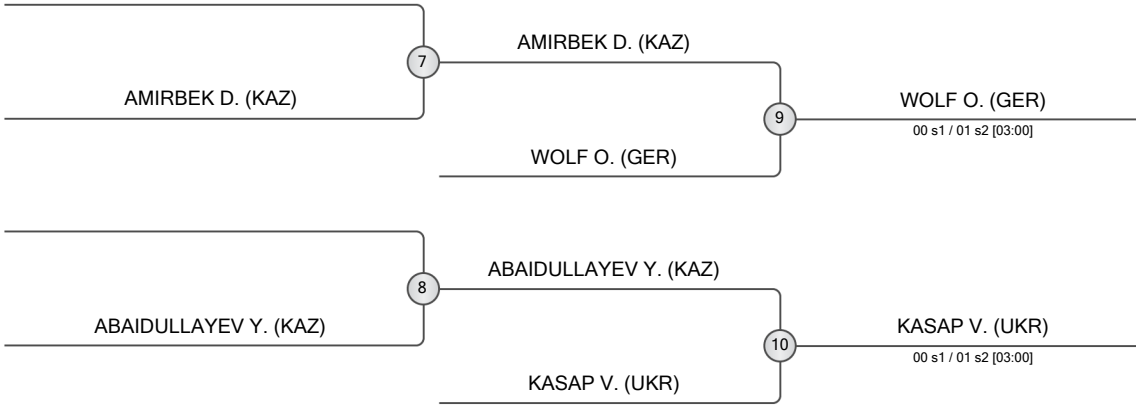 AMIRBEK D. (KAZ)
7
AMIRBEK D. (KAZ)
WOLF O. (GER)
9
WOLF O. (GER)
00 s1 / 01 s2 [03:00]
ABAIDULLAYEV Y. (KAZ)
8
ABAIDULLAYEV Y. (KAZ)
KASAP V. (UKR)
10
KASAP V. (UKR)
00 s1 / 01 s2 [03:00]